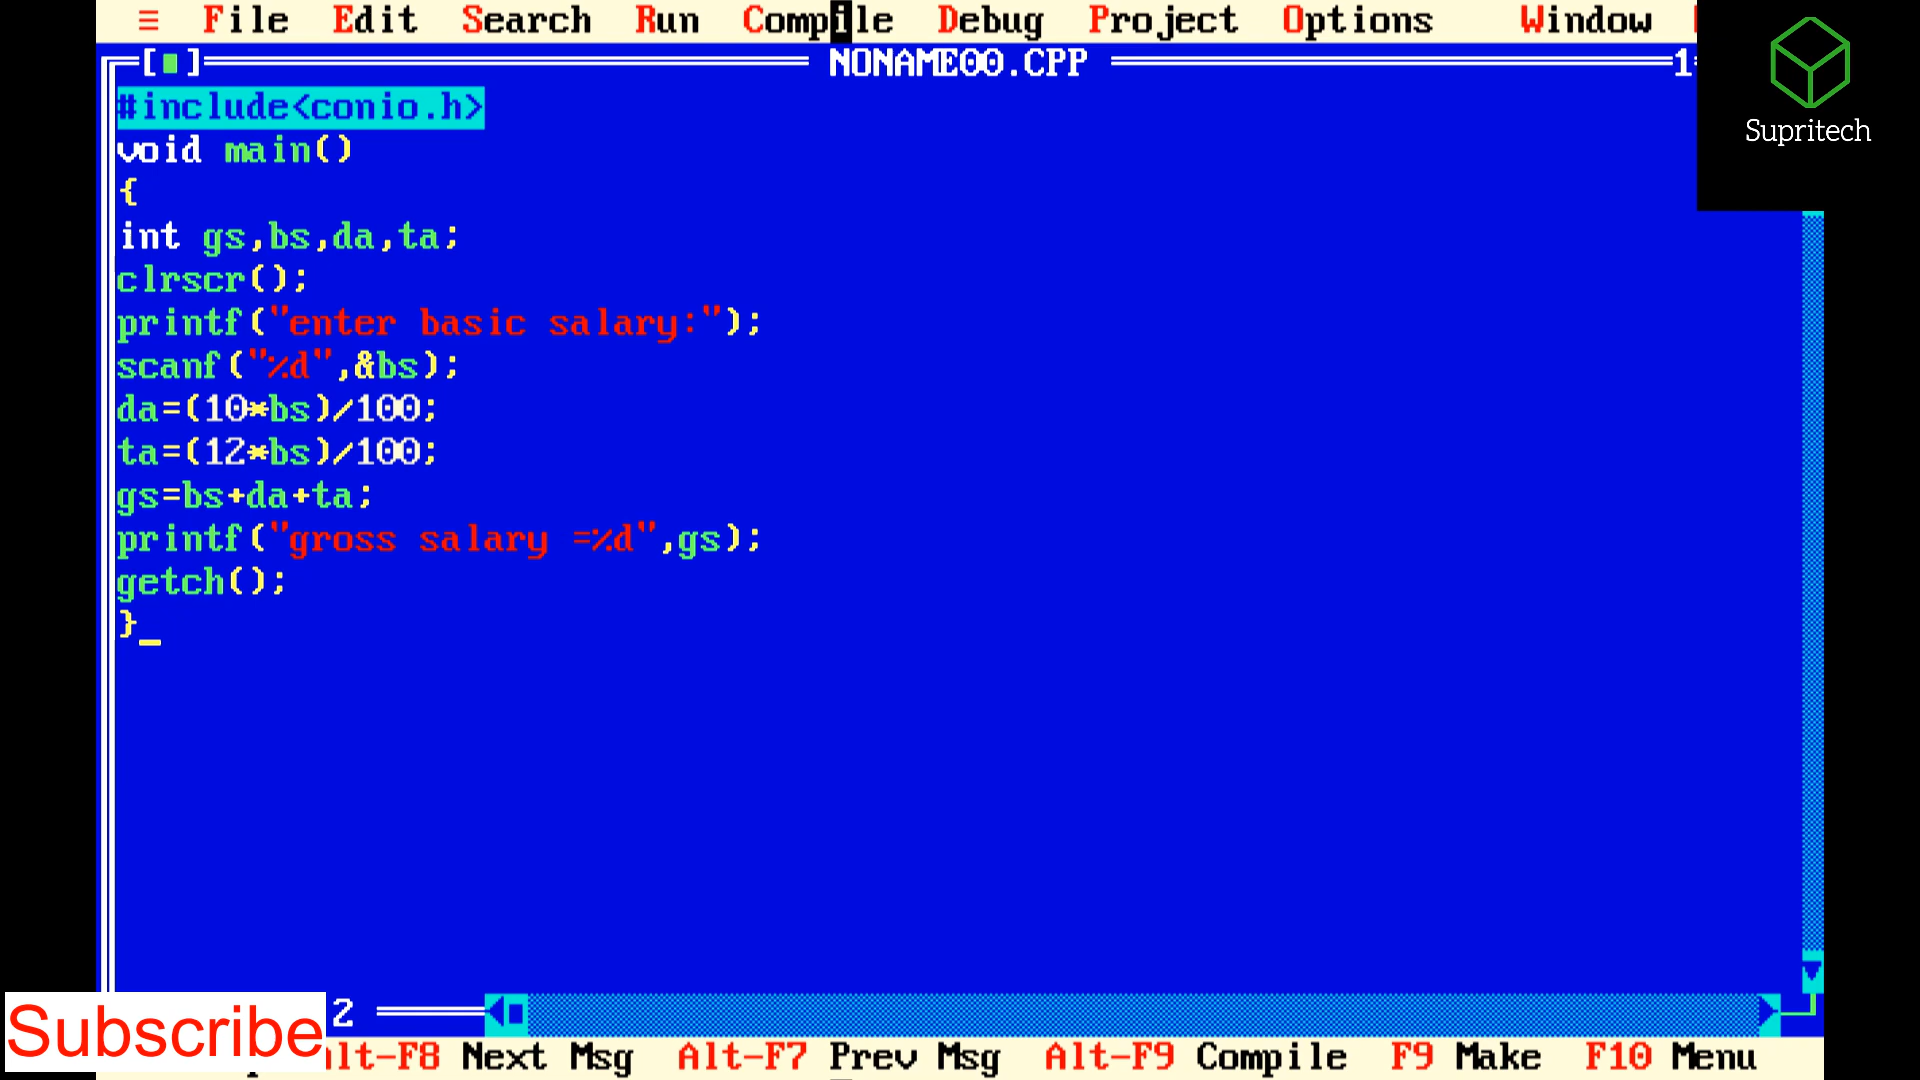 ≡ File Edit Search Run Compile Debug Project Options Window
[■] NONAME00.CPP 1
Supritech
#include<conio.h>
void main()
{
int gs,bs,da,ta;
clrscr();
printf("enter basic salary:");
scanf("%d",&bs);
da=(10*bs)/100;
ta=(12*bs)/100;
gs=bs+da+ta;
printf("gross salary =%d",gs);
getch();
}
Subscribe
2
lt-F8 Next Msg Alt-F7 Prev Msg Alt-F9 Compile F9 Make F10 Menu